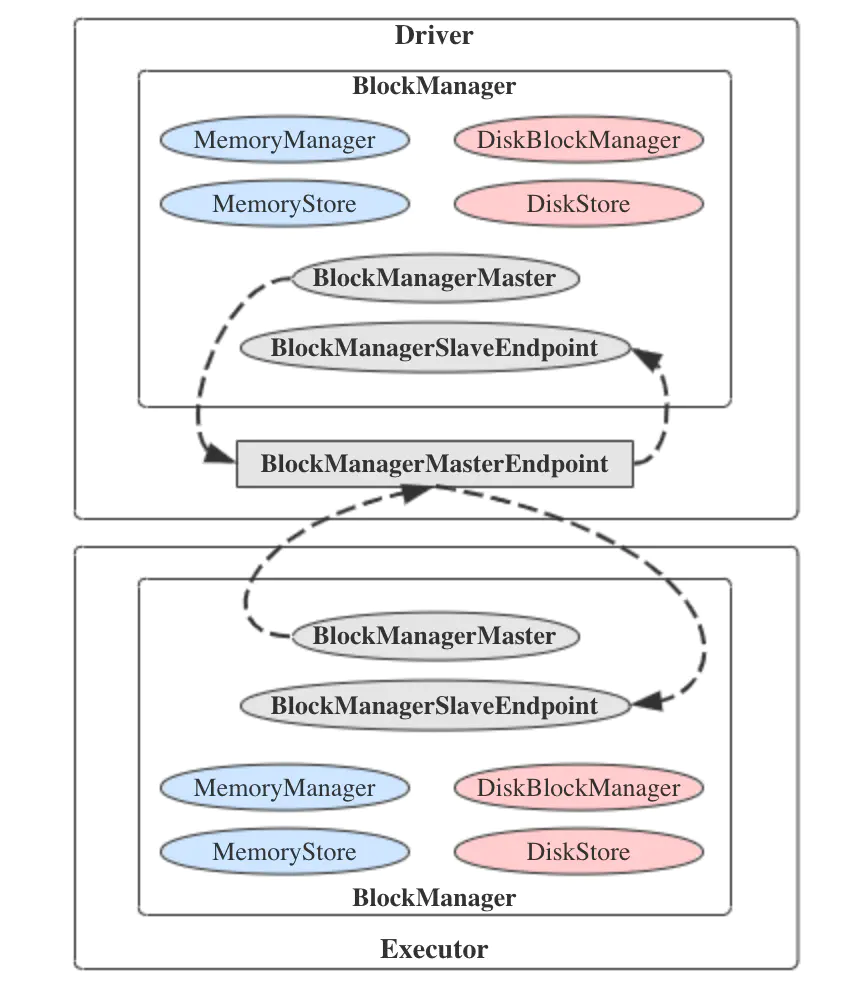 Driver
BlockManager
MemoryManager
DiskBlockManager
MemoryStore
DiskStore
BlockManagerMaster
BlockManagerSlaveEndpoint
BlockManagerMasterEndpoint
BlockManagerMaster
BlockManagerSlaveEndpoint
MemoryManager
DiskBlockManager
MemoryStore
DiskStore
BlockManager
Executor